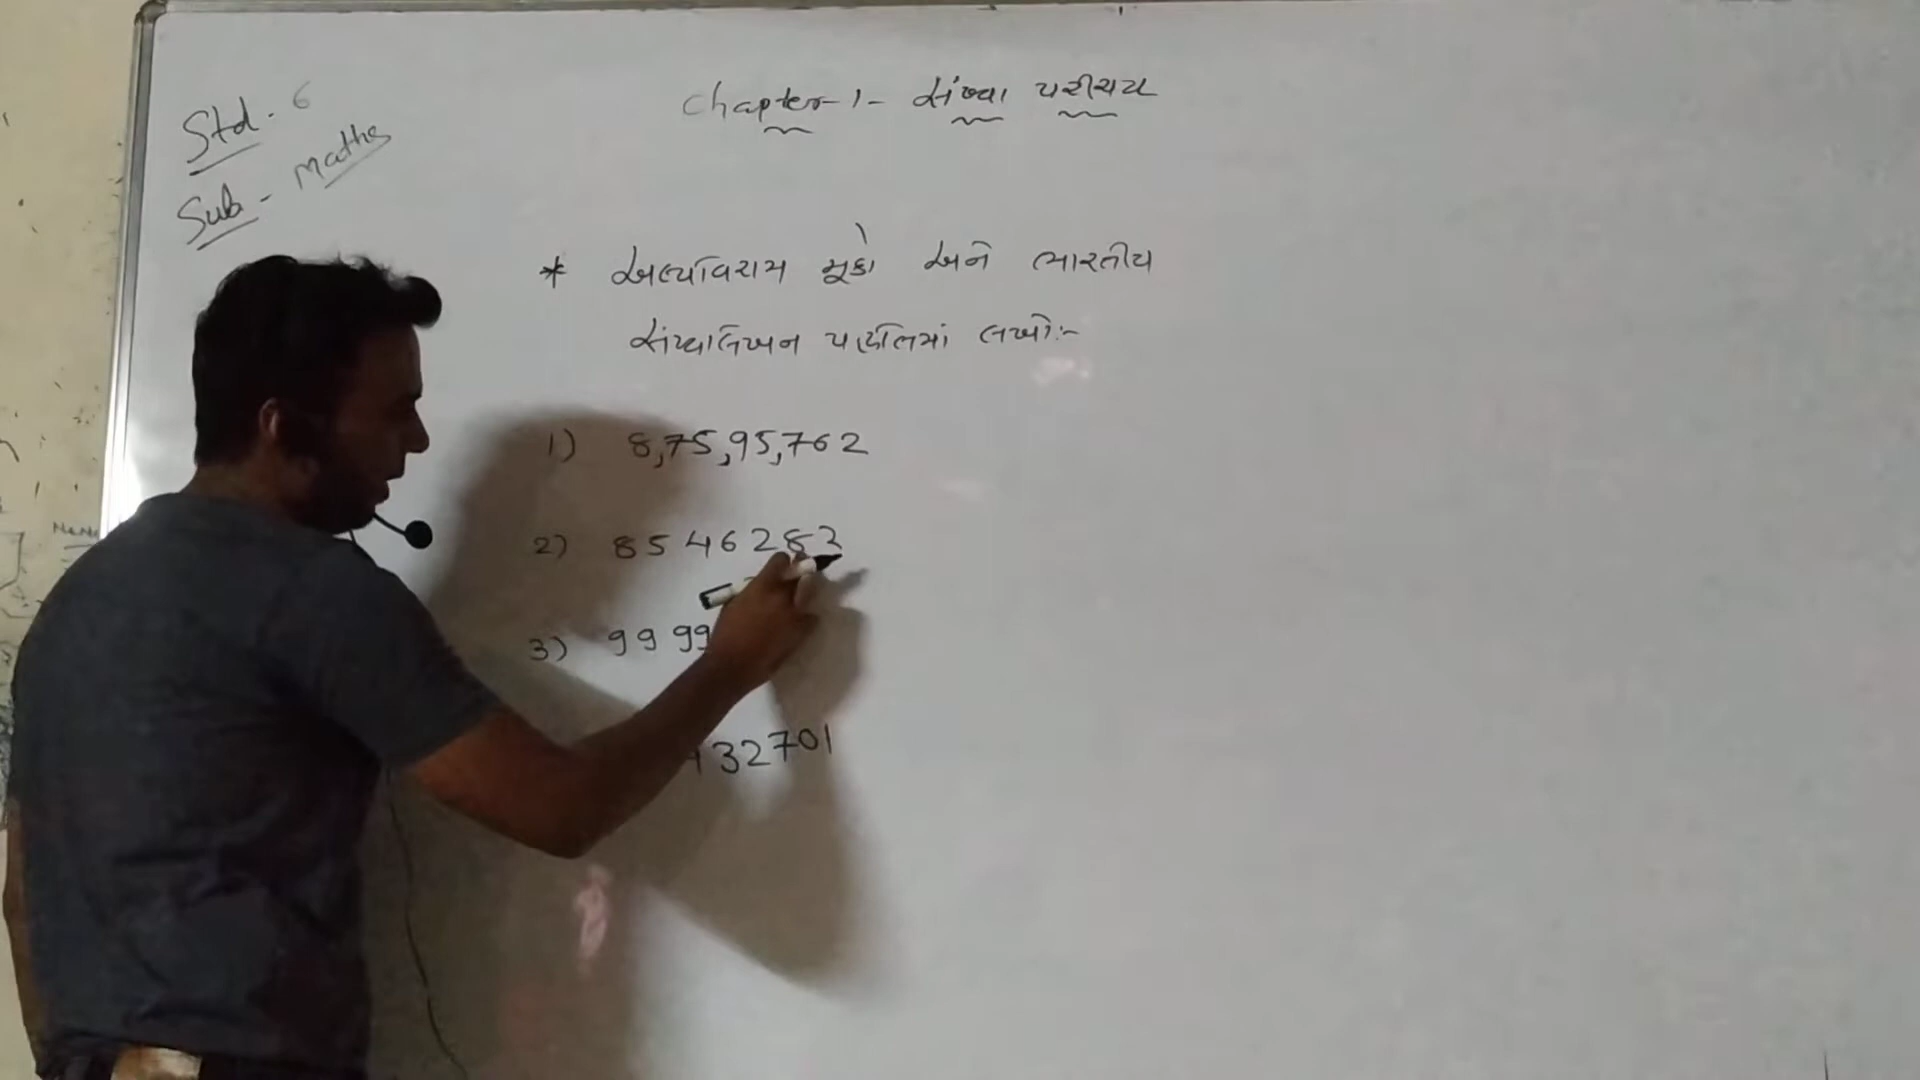 Std. 6
Sub - Maths
Chapter-1- સંખ્યા પરીચય
* અલ્પવિરામ મૂકો અને ભારતીય
સંખ્યાલેખન પદ્ધતિમાં લખો:-
1) 8,75,95,762
2) 8546283
3) 9999
32701